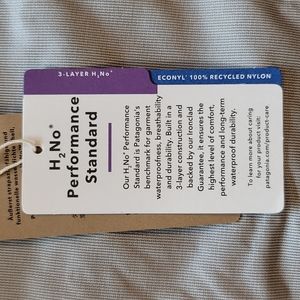 3-LAYER H₂No®
ECONYL® 100% RECYCLED NYLON
H₂No®
Performance
Standard
Our H₂No® Performance
Standard is Patagonia's
benchmark for garment
waterproofness, breathability
and durability. Built in a
3-layer construction and
backed by our Ironclad
Guarantee, it ensures the
highest level of comfort,
performance and long-term
waterproof durability.
To learn more about caring
for your product visit:
patagonia.com/product-care